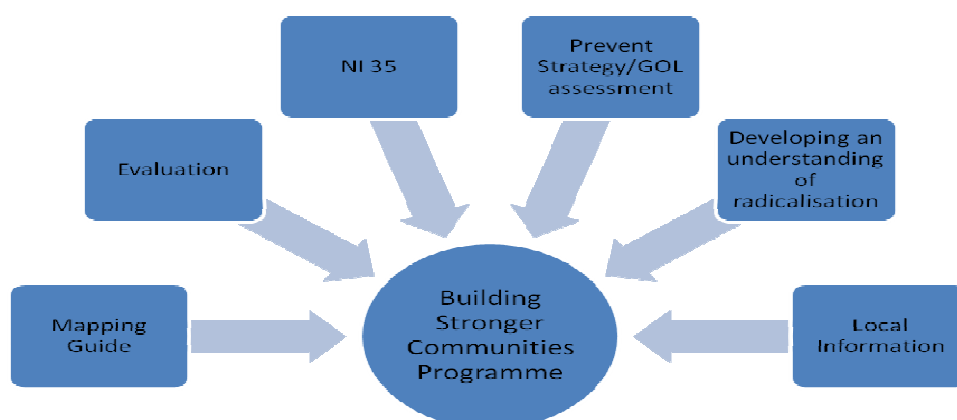 NI 35
Prevent
Strategy/GOL
assessment
Evaluation
Developing an
understanding
of
radicalisation
Mapping
Guide
Building
Stronger
Communities
Programme
Local
Information